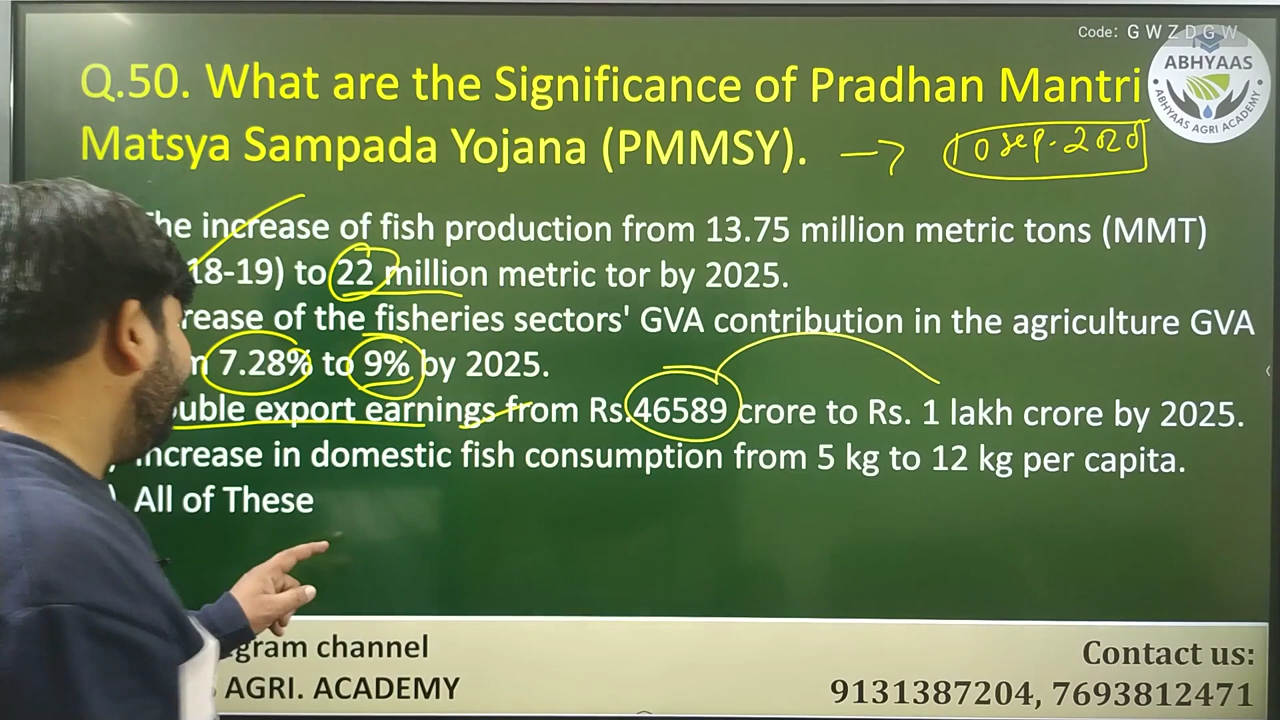 Code: G W Z D G W
ABHYAAS
ABHYAAS AGRI ACADEMY
Q.50. What are the Significance of Pradhan Mantri
Matsya Sampada Yojana (PMMSY). → 10 Sep. 2020
The increase of fish production from 13.75 million metric tons (MMT)
18-19) to 22 million metric tor by 2025.
rease of the fisheries sectors' GVA contribution in the agriculture GVA
m 7.28% to 9% by 2025.
uble export earnings from Rs.46589 crore to Rs. 1 lakh crore by 2025.
) Increase in domestic fish consumption from 5 kg to 12 kg per capita.
) All of These
gram channel
AGRI. ACADEMY
Contact us:
9131387204, 7693812471